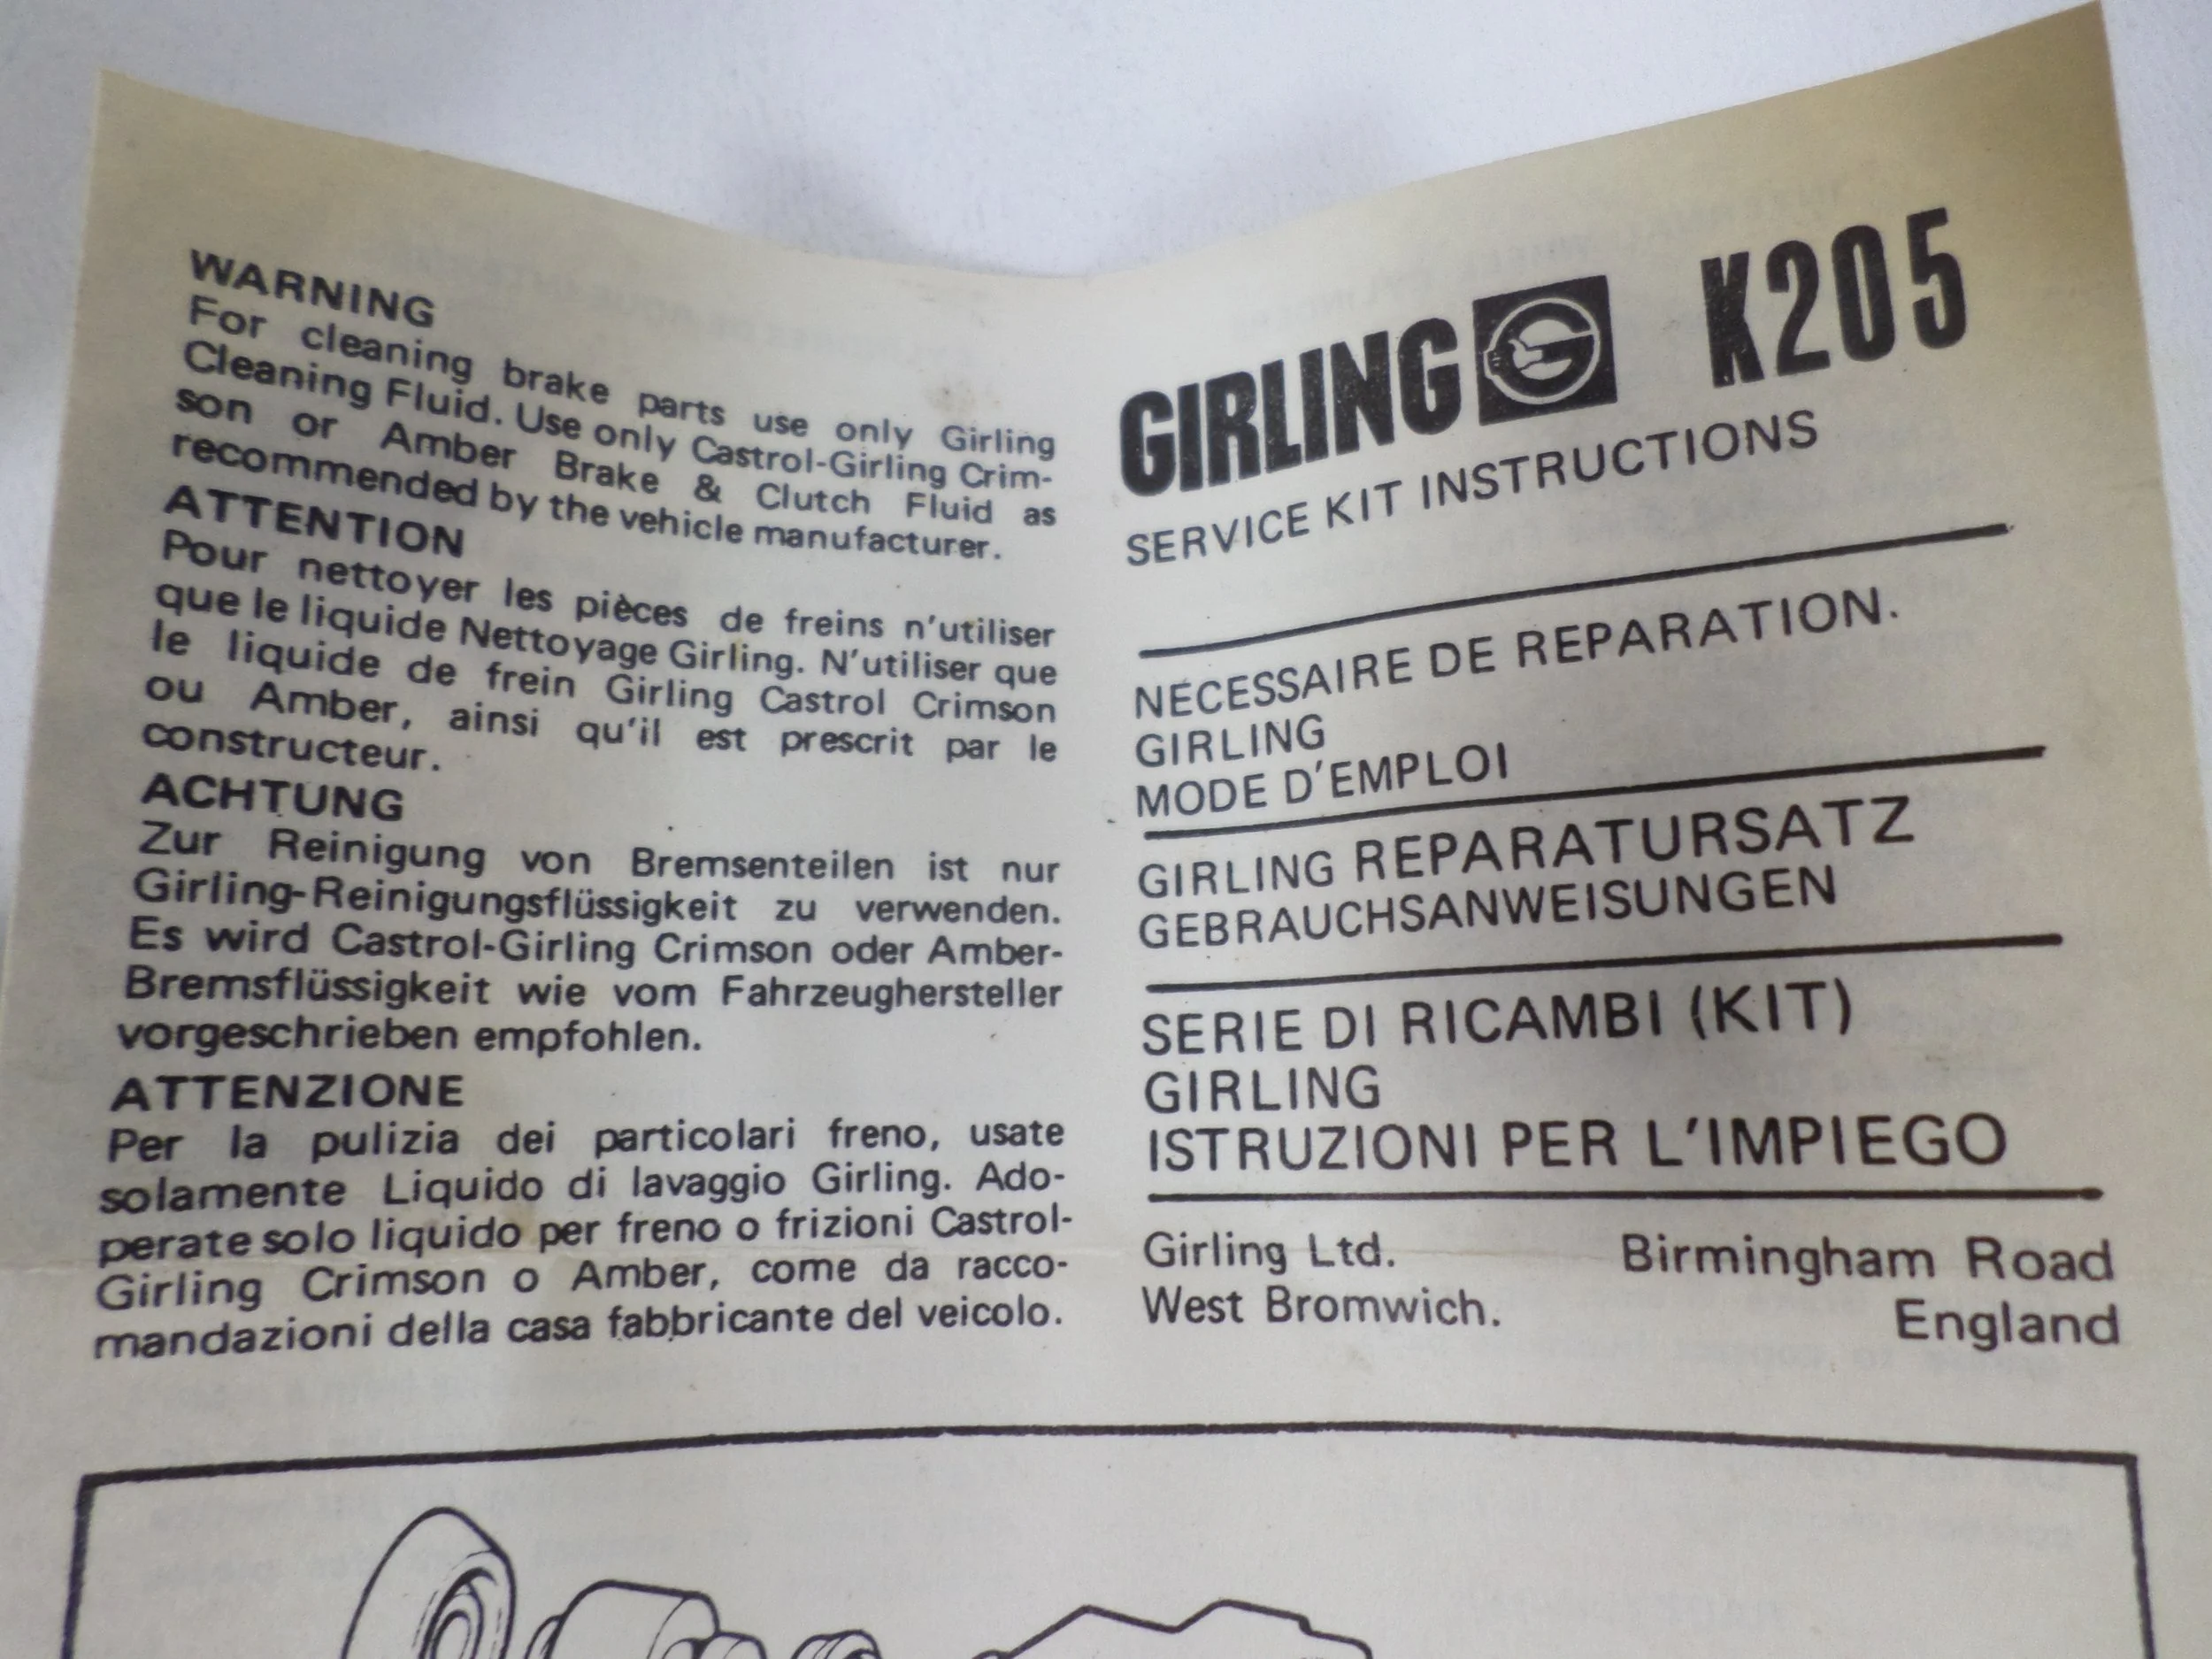 WARNING
For cleaning brake parts use only Girling
Cleaning Fluid. Use only Castrol-Girling Crim-
son or Amber Brake & Clutch Fluid as
recommended by the vehicle manufacturer.
ATTENTION
Pour nettoyer les pièces de freins n'utiliser
que le liquide Nettoyage Girling. N'utiliser que
le liquide de frein Girling Castrol Crimson
ou Amber, ainsi qu'il est prescrit par le
constructeur.
ACHTUNG
Zur Reinigung von Bremsenteilen ist nur
Girling-Reinigungsflüssigkeit zu verwenden.
Es wird Castrol-Girling Crimson oder Amber-
Bremsflüssigkeit wie vom Fahrzeughersteller
vorgeschrieben empfohlen.
ATTENZIONE
Per la pulizia dei particolari freno, usate
solamente Liquido di lavaggio Girling. Ado-
perate solo liquido per freno o frizioni Castrol-
Girling Crimson o Amber, come da racco-
mandazioni della casa fabbricante del veicolo.
GIRLING G K205
SERVICE KIT INSTRUCTIONS
NÉCESSAIRE DE REPARATION.
GIRLING
MODE D'EMPLOI
GIRLING REPARATURSATZ
GEBRAUCHSANWEISUNGEN
SERIE DI RICAMBI (KIT)
GIRLING
ISTRUZIONI PER L'IMPIEGO
Girling Ltd. Birmingham Road
West Bromwich. England